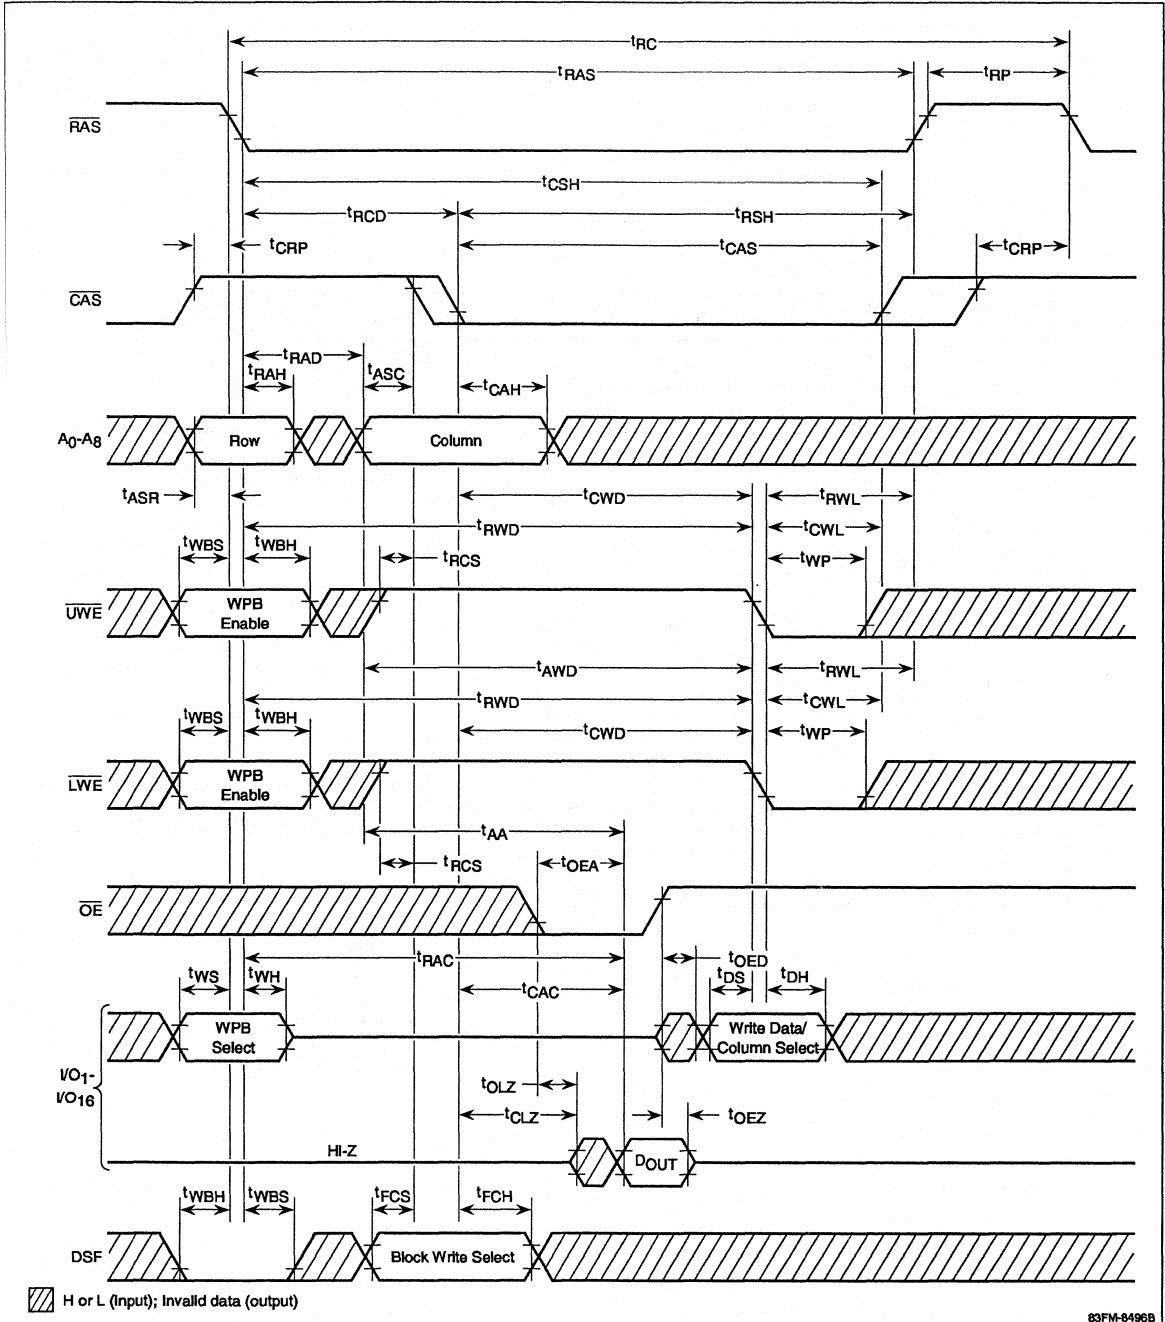 tRC
tRAS
tRP
RAS
tCSH
tRCD
tRSH
tCRP
tCAS
tCRP
CAS
tRAD
tRAH
tASC
tCAH
A0-A8
Row
Column
tASR
tCWD
tRWL
tRWD
tCWL
tWBS
tWBH
tRCS
tWP
UWE
WPB
Enable
tAWD
tRWL
tRWD
tCWL
tWBS
tWBH
tCWD
tWP
LWE
WPB
Enable
tAA
tRCS
tOEA
OE
tRAC
tOED
tWS
tWH
tCAC
tDS
tDH
WPB
Select
Write Data/
Column Select
I/O1-
I/O16
tOLZ
tCLZ
tOEZ
HI-Z
DOUT
tWBH
tWBS
tFCS
tFCH
DSF
Block Write Select
H or L (Input); Invalid data (output)
83FM-8496B